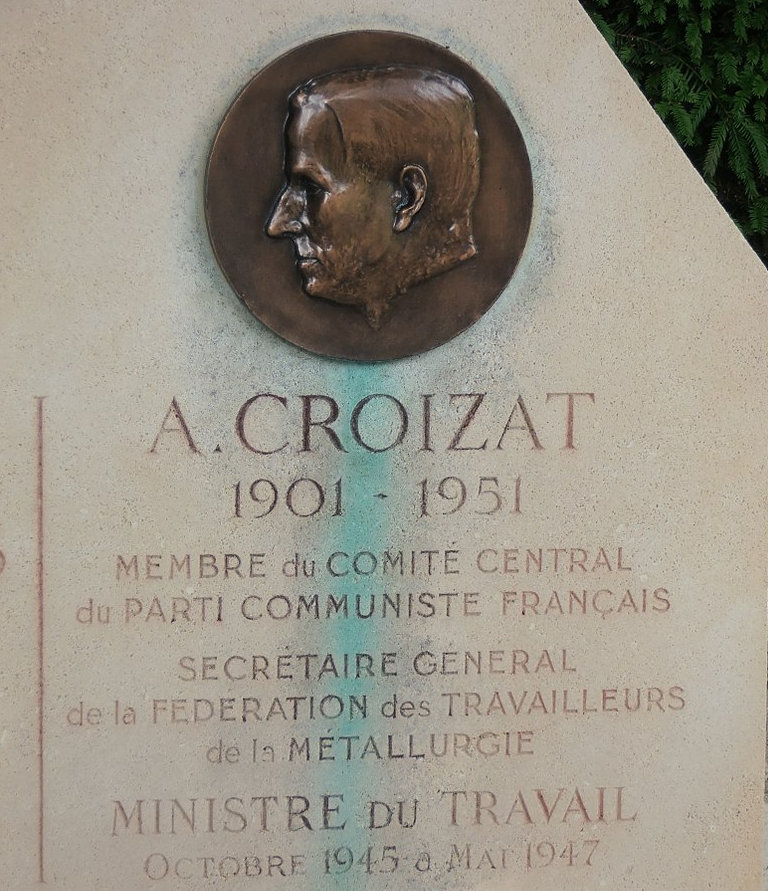 A. CROIZAT
1901 - 1951
MEMBRE du COMITÉ CENTRAL
du PARTI COMMUNISTE FRANÇAIS
SECRÉTAIRE GÉNÉRAL
de la FÉDÉRATION des TRAVAILLEURS
de la MÉTALLURGIE
MINISTRE DU TRAVAIL
OCTOBRE 1945 à MAI 1947